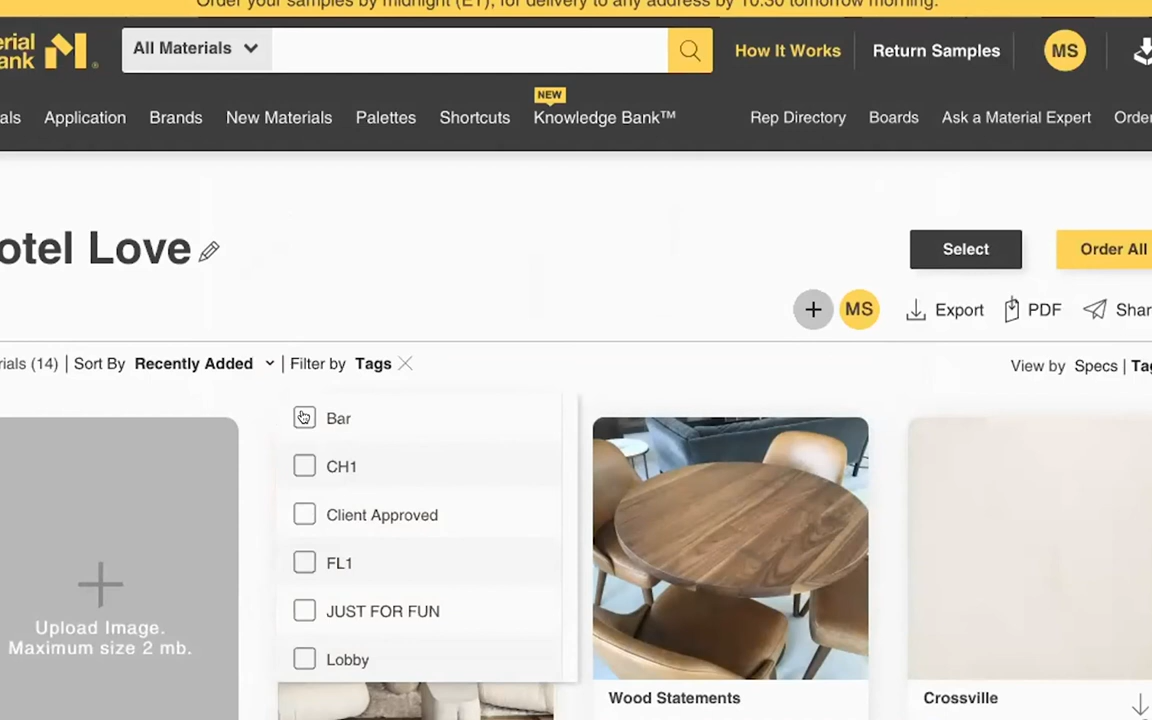 Order your samples by midnight (ET), for delivery to any address by 10:30 tomorrow morning.
erial
ank
All Materials
How It Works
Return Samples
MS
als
Application
Brands
New Materials
Palettes
Shortcuts
NEW
Knowledge Bank™
Rep Directory
Boards
Ask a Material Expert
Order
otel Love
Select
Order All
MS
Export
PDF
Shar
rials (14) | Sort By Recently Added | Filter by Tags
View by Specs | Tag
Bar
CH1
Client Approved
FL1
JUST FOR FUN
Lobby
Upload Image.
Maximum size 2 mb.
Wood Statements
Crossville